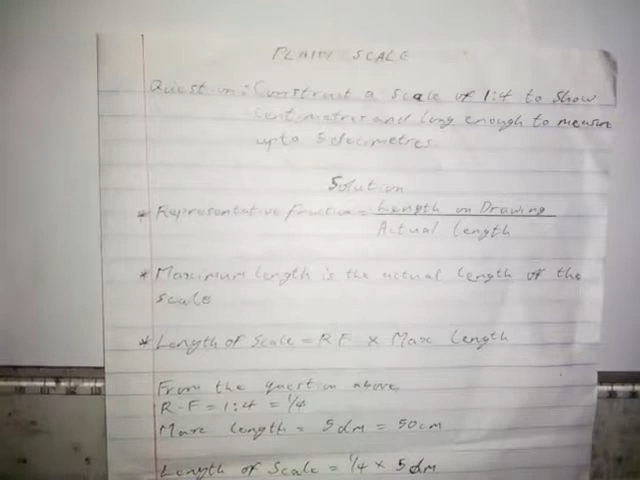 PLAIN SCALE
Question: Construct a scale of 1:4 to show
centimetres and long enough to measure
upto 5 decimetres.
Solution
* Representative Fraction = Length on Drawing
Actual Length
* Maximum Length is the actual Length of the
scale
* Length of Scale = RF x Max Length
From the question above
R.F = 1:4 = 1/4
Max Length = 5dm = 50cm
Length of Scale = 1/4 x 5dm